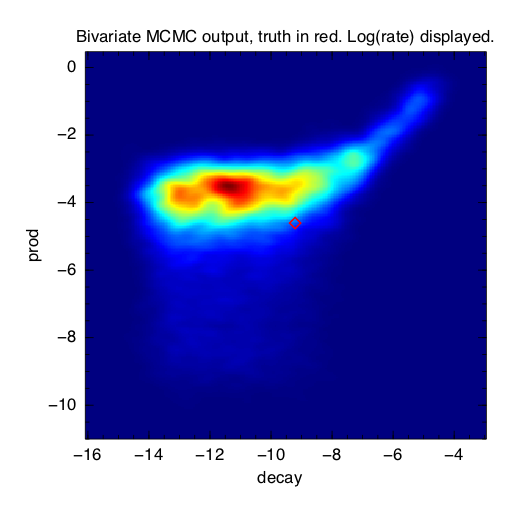 Bivariate MCMC output, truth in red. Log(rate) displayed.
0
−2
−4
−6
−8
−10
prod
−16 −14 −12 −10 −8 −6 −4
decay